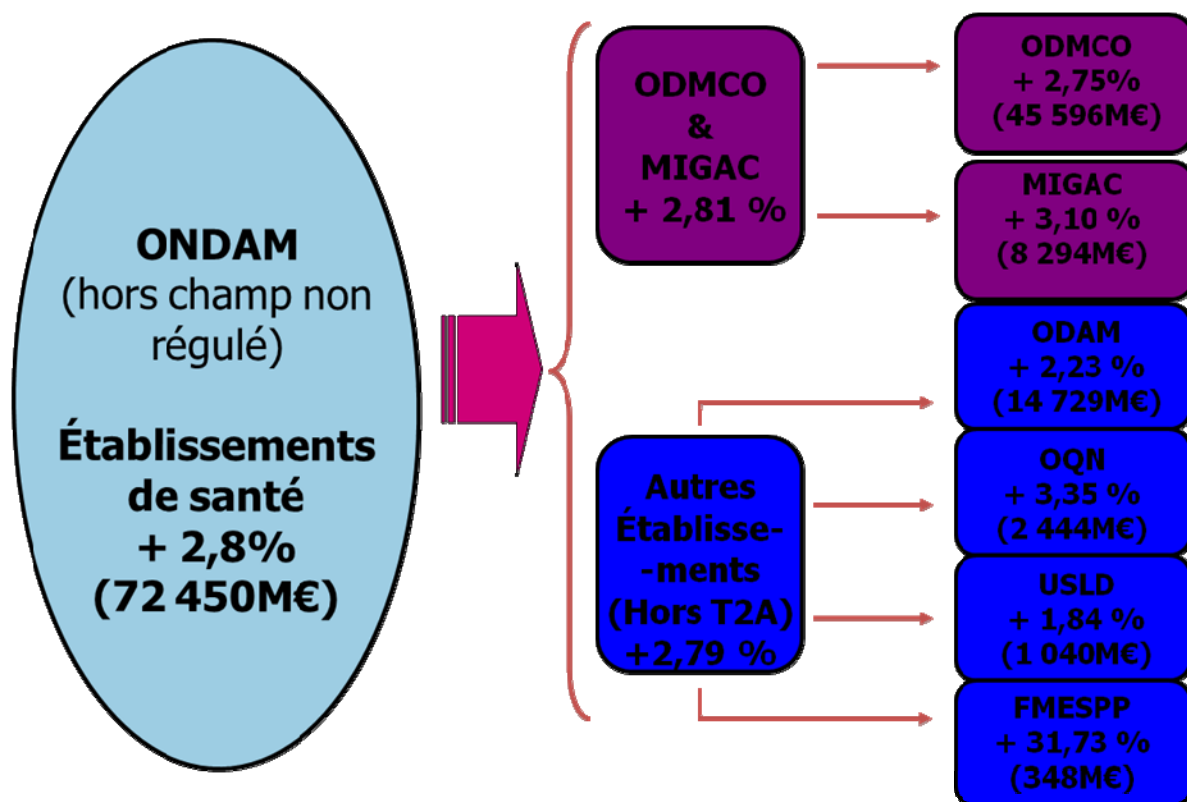 ONDAM
(hors champ non
régulé)
Établissements
de santé
+ 2,8%
(72 450M€)
ODMCO
&
MIGAC
+ 2,81 %
Autres
Établisse-
-ments
(Hors T2A)
+2,79 %
ODMCO
+ 2,75%
(45 596M€)
MIGAC
+ 3,10 %
(8 294M€)
ODAM
+ 2,23 %
(14 729M€)
OQN
+ 3,35 %
(2 444M€)
USLD
+ 1,84 %
(1 040M€)
FMESPP
+ 31,73 %
(348M€)